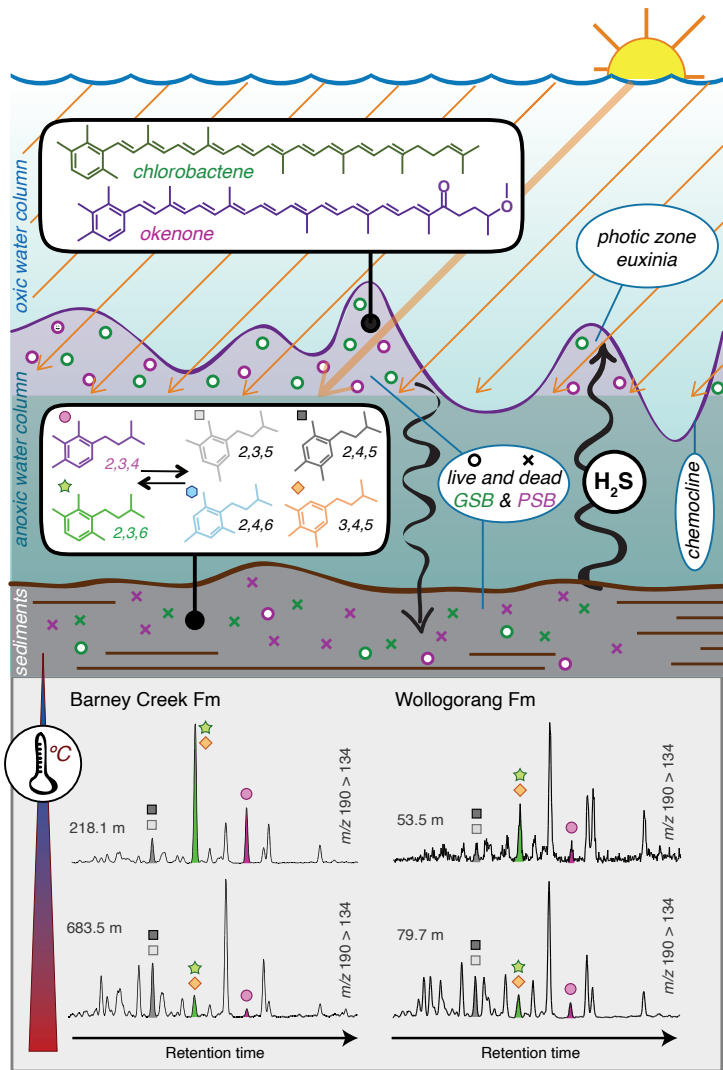 oxic water column
chlorobactene
O
O
okenone
photic zone
euxinia
anoxic water column
2,3,4
2,3,5
2,4,5
2,3,6
2,4,6
3,4,5
live and dead
GSB & PSB
H2S
chemocline
sediments
°C
Barney Creek Fm
Wollogorang Fm
218.1 m
m/z 190 > 134
53.5 m
m/z 190 > 134
683.5 m
m/z 190 > 134
79.7 m
m/z 190 > 134
Retention time
Retention time